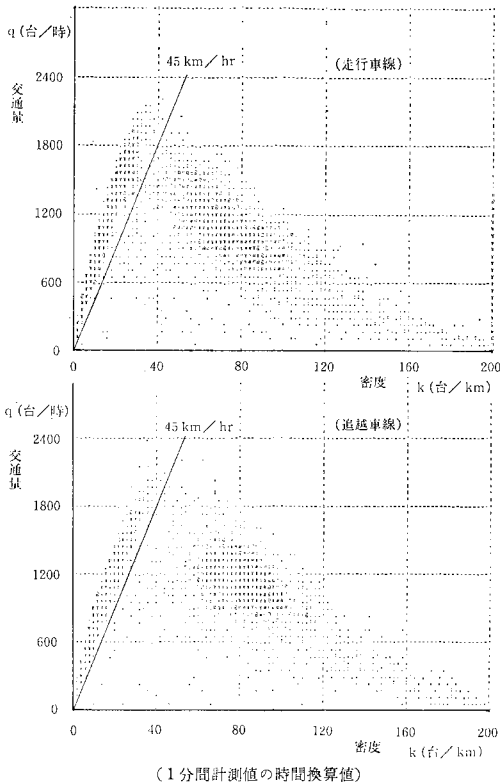 q (台／時)
45 km／hr
(走行車線)
交通量
2400
1800
1200
600
0
0
40
80
120
160
200
密度
k (台／km)
q (台／時)
45 km／hr
(追越車線)
交通量
2400
1800
1200
600
0
0
40
80
120
160
200
密度
k (台／km)
(1分間計測値の時間換算値)